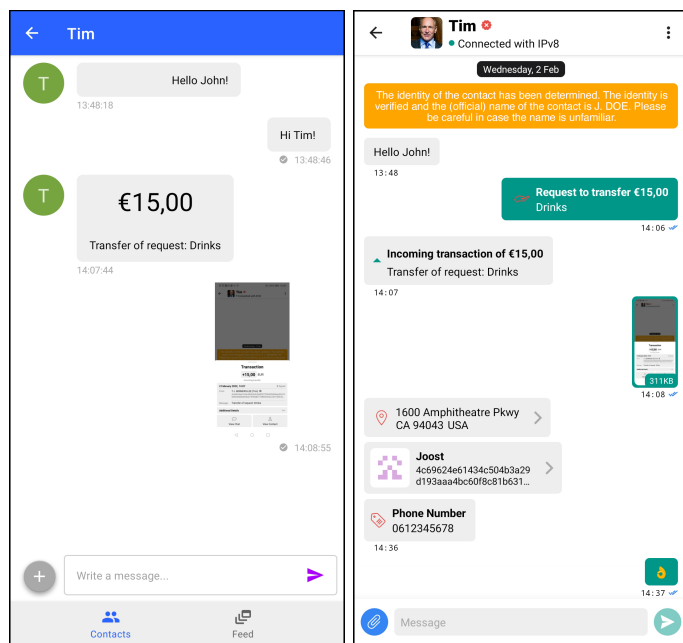 Tim
T
Hello John!
13:48:18
Hi Tim!
13:48:46
T
€15,00
Transfer of request: Drinks
14:07:44
Transaction
+15,00
14:08:55
Write a message...
Contacts
Feed
Tim
Connected with IPv8
Wednesday, 2 Feb
The identity of the contact has been determined. The identity is
verified and the (official) name of the contact is J. DOE. Please
be careful in case the name is unfamiliar.
Hello John!
13:48
Request to transfer €15,00
Drinks
14:06
Incoming transaction of €15,00
Transfer of request: Drinks
14:07
311KB
14:08
1600 Amphitheatre Pkwy
CA 94043 USA
Joost
4c69624e61434c504b3a29
d193aaa4bc60f8c81b631...
Phone Number
0612345678
14:36
14:37
Message